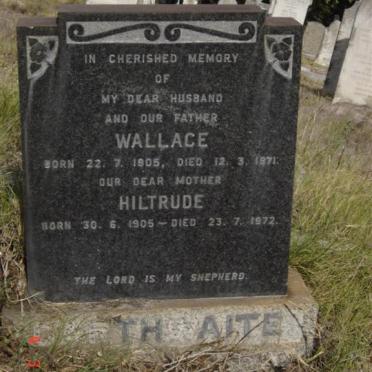 IN CHERISHED MEMORY
OF
MY DEAR HUSBAND
AND OUR FATHER
WALLACE
BORN 22. 7. 1905, DIED 12. 3. 1971.
OUR DEAR MOTHER
HILTRUDE
BORN 30. 6. 1905 — DIED 23. 7. 1972.
THE LORD IS MY SHEPHERD.